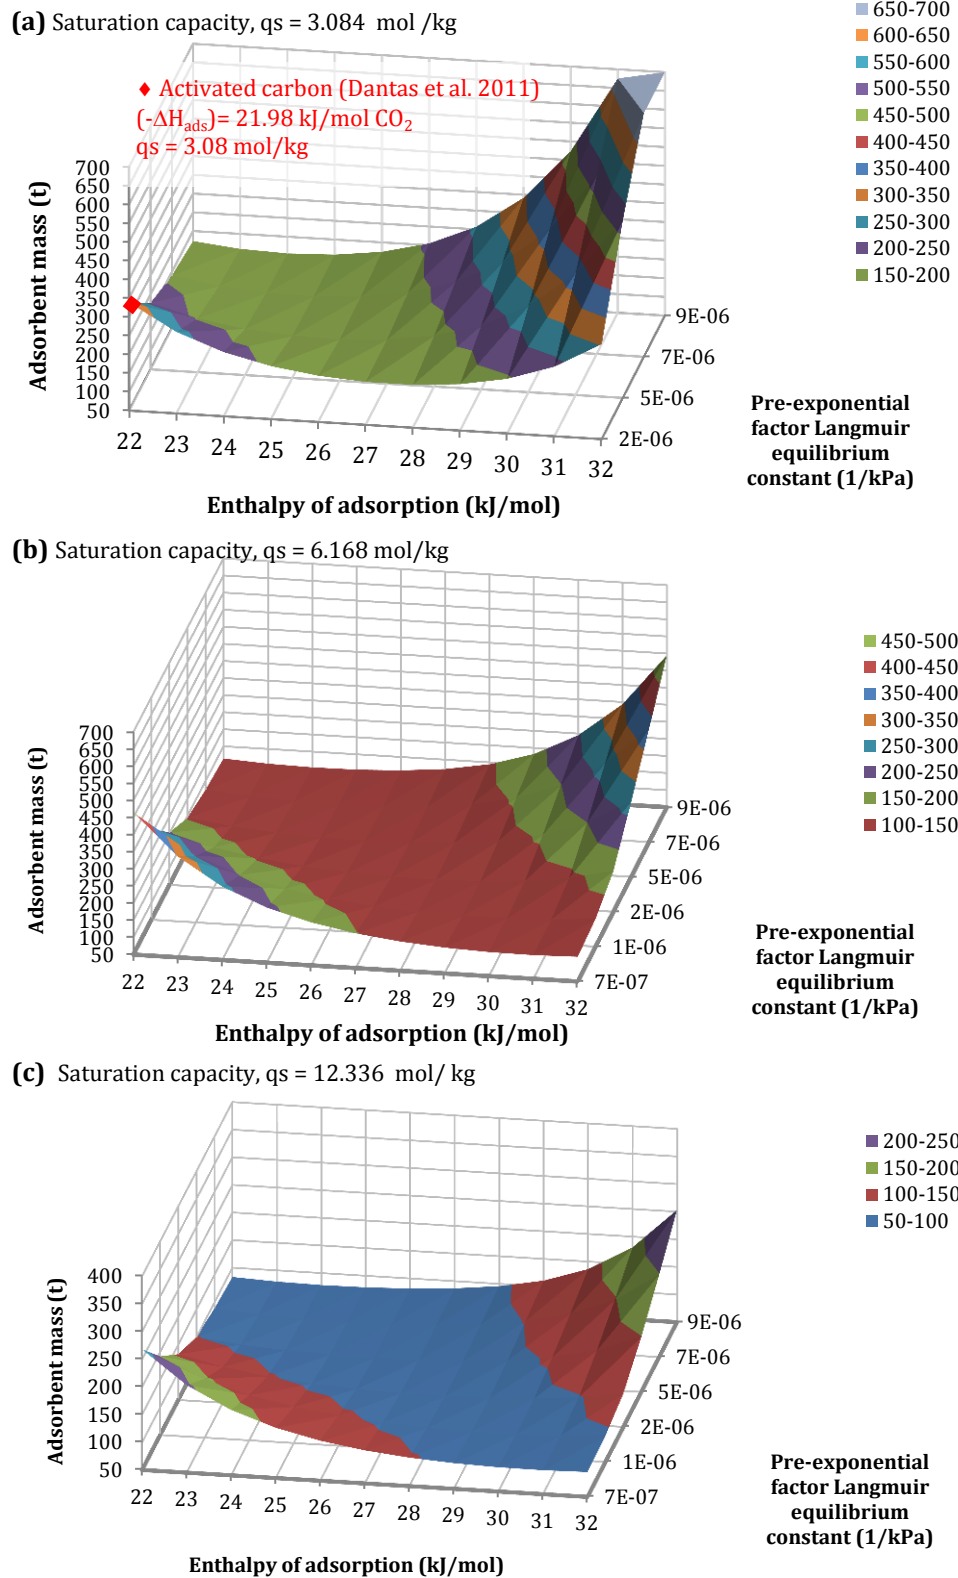 (a) Saturation capacity, qs = 3.084 mol /kg
♦ Activated carbon (Dantas et al. 2011)
(-ΔHads)= 21.98 kJ/mol CO2
qs = 3.08 mol/kg
650-700
600-650
550-600
500-550
450-500
400-450
350-400
300-350
250-300
200-250
150-200
Adsorbent mass (t)
700
650
600
550
500
450
400
350
300
250
200
150
100
50
22 23 24 25 26 27 28 29 30 31 32
Enthalpy of adsorption (kJ/mol)
9E-06
7E-06
5E-06
2E-06
Pre-exponential
factor Langmuir
equilibrium
constant (1/kPa)
(b) Saturation capacity, qs = 6.168 mol/kg
450-500
400-450
350-400
300-350
250-300
200-250
150-200
100-150
Adsorbent mass (t)
700
650
600
550
500
450
400
350
300
250
200
150
100
50
22 23 24 25 26 27 28 29 30 31 32
Enthalpy of adsorption (kJ/mol)
9E-06
7E-06
5E-06
2E-06
1E-06
7E-07
Pre-exponential
factor Langmuir
equilibrium
constant (1/kPa)
(c) Saturation capacity, qs = 12.336 mol/ kg
200-250
150-200
100-150
50-100
Adsorbent mass (t)
400
350
300
250
200
150
100
50
22 23 24 25 26 27 28 29 30 31 32
Enthalpy of adsorption (kJ/mol)
9E-06
7E-06
5E-06
2E-06
1E-06
7E-07
Pre-exponential
factor Langmuir
equilibrium
constant (1/kPa)